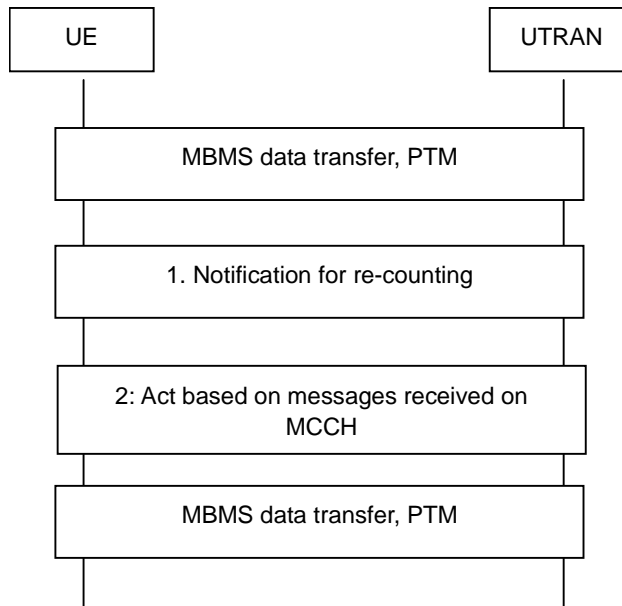 UE
UTRAN
MBMS data transfer, PTM
1. Notification for re-counting
2: Act based on messages received on
MCCH
MBMS data transfer, PTM